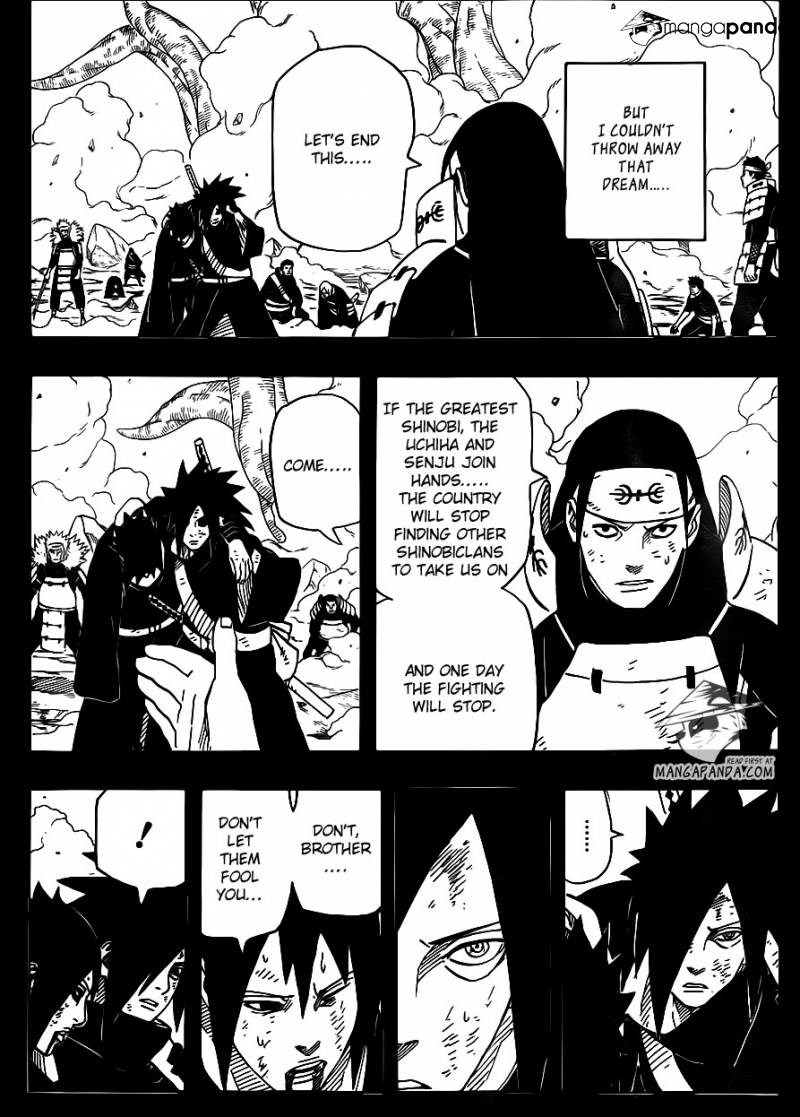 mangapanda
BUT
I COULDN'T
THROW AWAY
THAT
DREAM.....
LET'S END
THIS.....
IF THE GREATEST
SHINOBI, THE
UCHIHA AND
SENJU JOIN
HANDS.....
THE COUNTRY
WILL STOP
FINDING OTHER
SHINOBICLANS
TO TAKE US ON
AND ONE DAY
THE FIGHTING
WILL STOP.
COME.....
READ FIRST AT
MANGAPANDA.COM
......
DON'T,
BROTHER
....
DON'T
LET
THEM
FOOL
YOU...
!